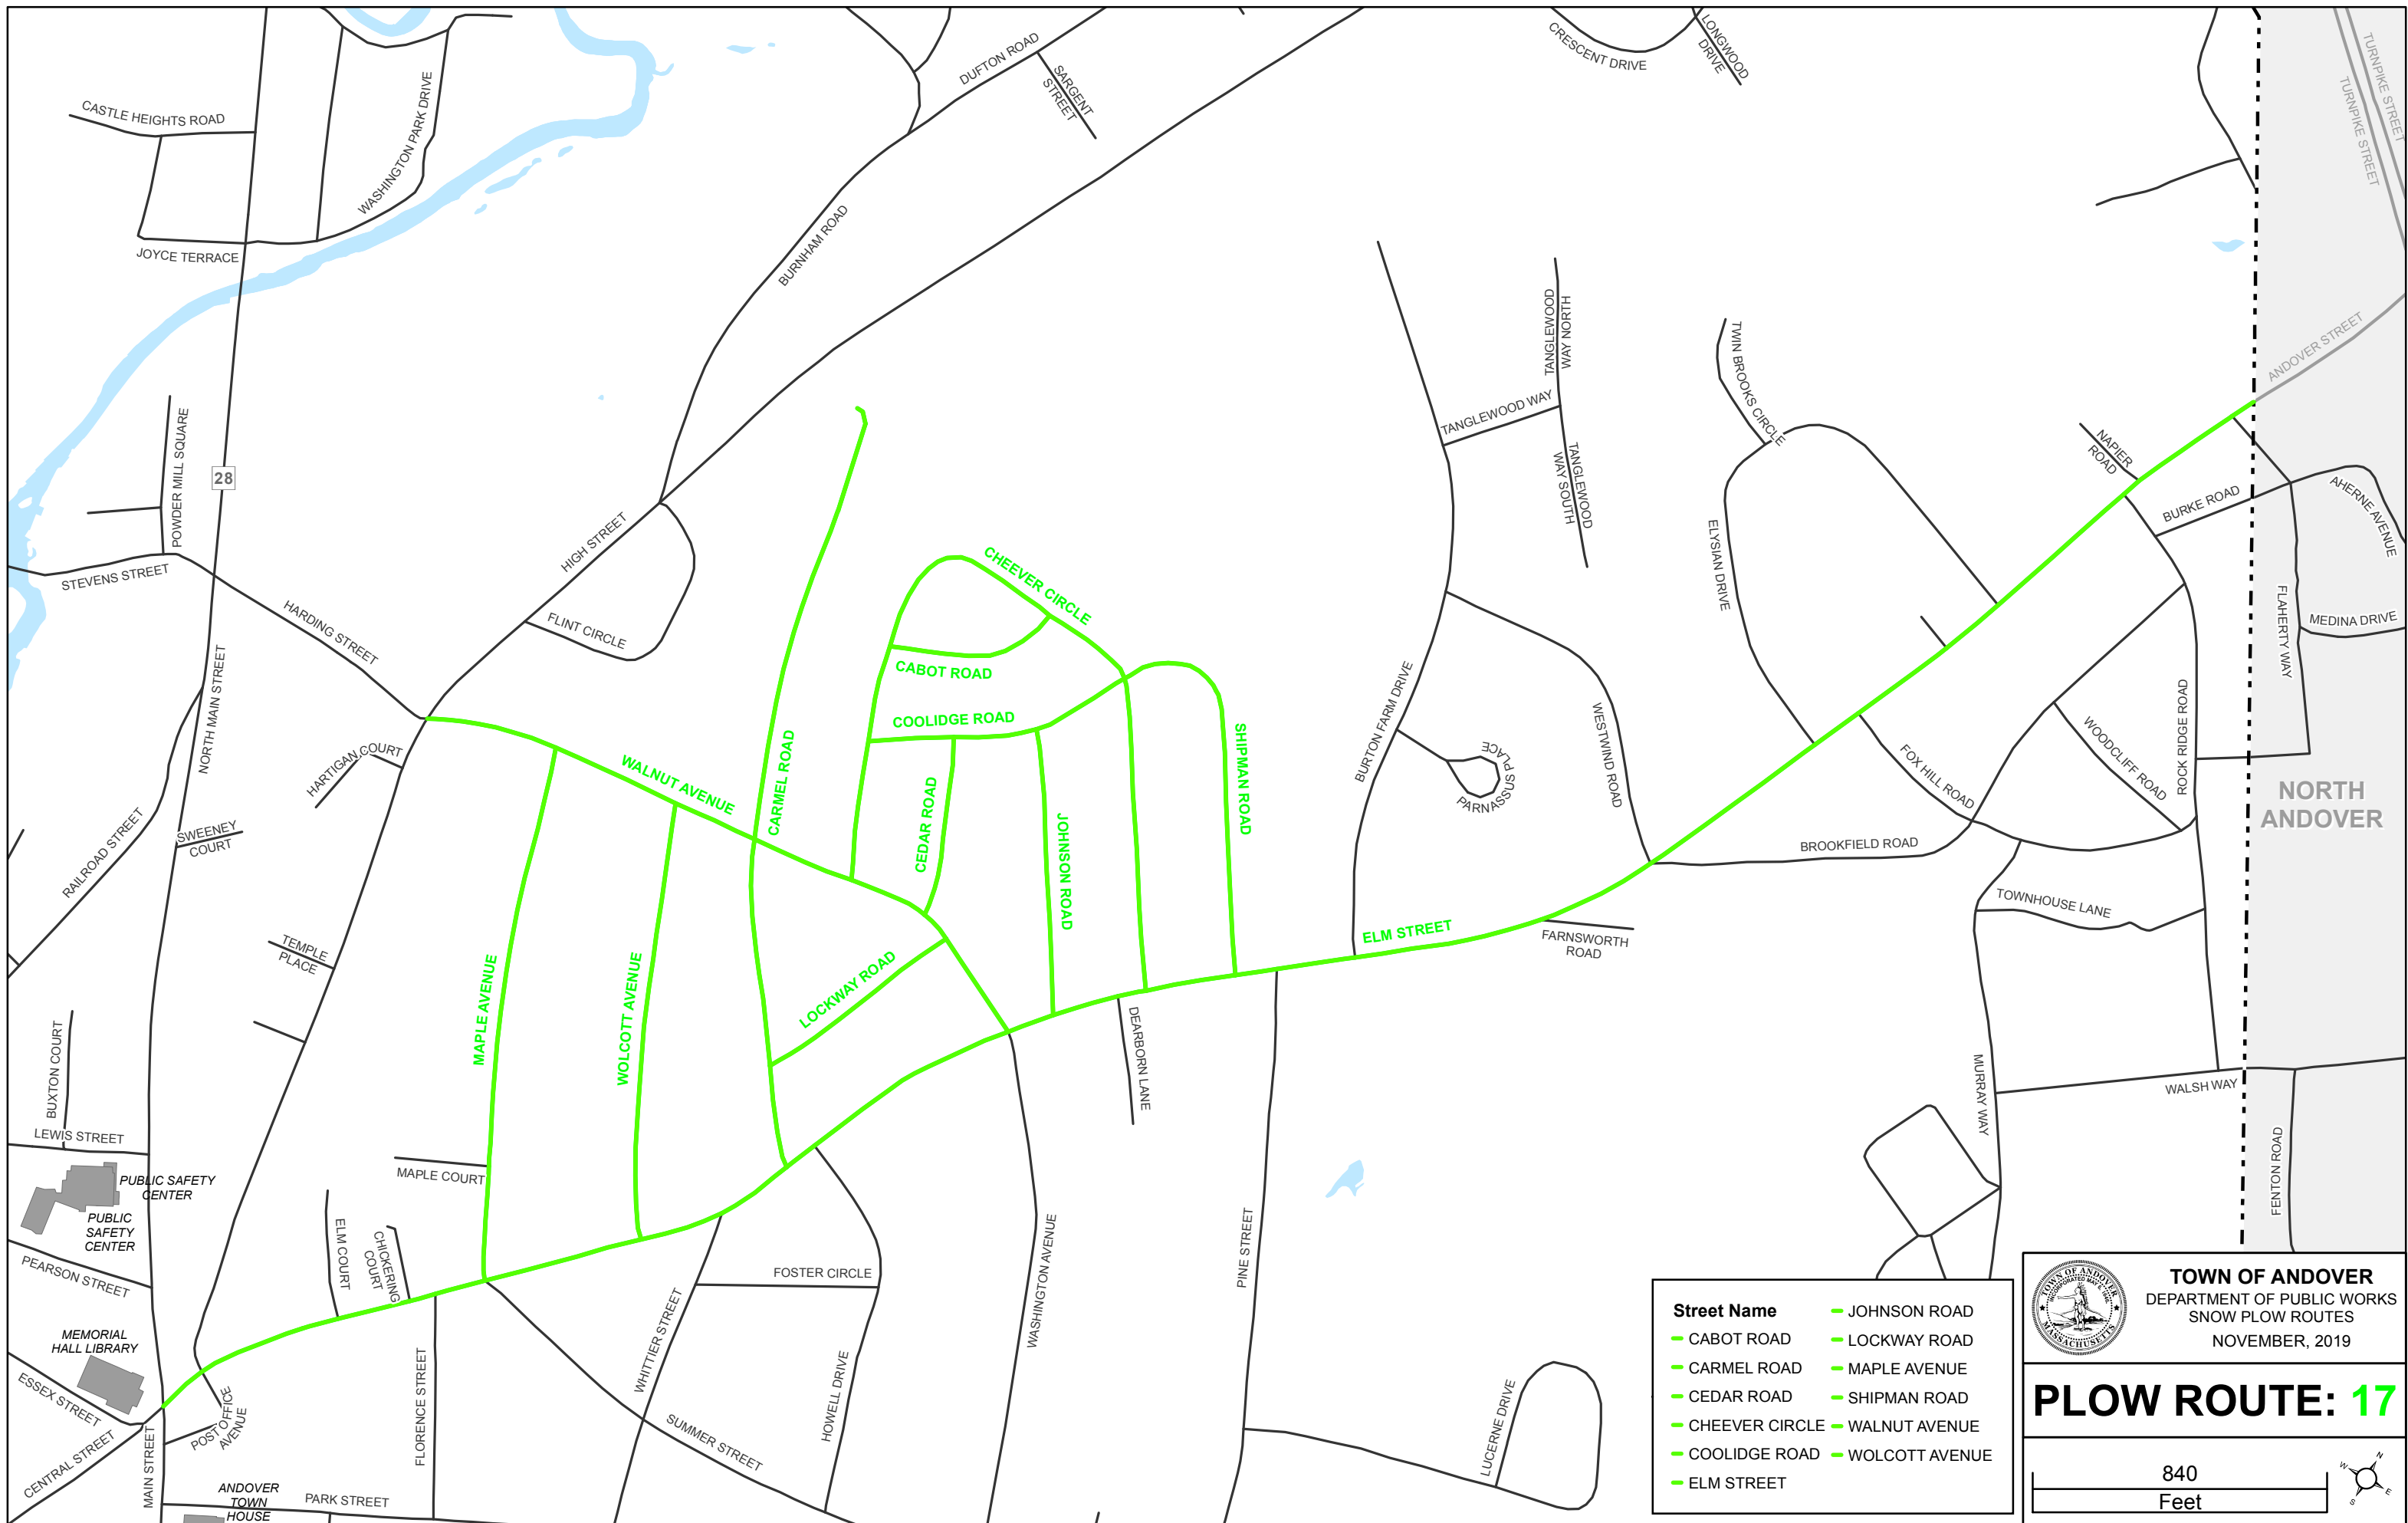 CRESCENT DRIVE
LONGWOOD
DRIVE
DUFTON ROAD
SARGENT
STREET
TURNPIKE STREET
TURNPIKE STREET
CASTLE HEIGHTS ROAD
WASHINGTON PARK DRIVE
JOYCE TERRACE
BURNHAM ROAD
TANGLEWOOD
WAY NORTH
TWIN BROOKS CIRCLE
ANDOVER STREET
TANGLEWOOD WAY
TANGLEWOOD
WAY SOUTH
NAPIER
ROAD
BURKE ROAD
AHERNE AVENUE
POWDER MILL SQUARE
28
STEVENS STREET
HIGH STREET
HARDING STREET
FLINT CIRCLE
CHEEVER CIRCLE
ELYSIAN DRIVE
FLAHERTY WAY
MEDINA DRIVE
CABOT ROAD
COOLIDGE ROAD
NORTH MAIN STREET
HARTIGAN COURT
WALNUT AVENUE
CARMEL ROAD
CEDAR ROAD
JOHNSON ROAD
SHIPMAN ROAD
BURTON FARM DRIVE
PARNASSUS
PLACE
WESTWIND ROAD
FOX HILL ROAD
WOODCLIFF ROAD
ROCK RIDGE ROAD
NORTH
ANDOVER
RAILROAD STREET
SWEENEY
COURT
BROOKFIELD ROAD
TOWNHOUSE LANE
ELM STREET
FARNSWORTH
ROAD
TEMPLE
PLACE
MAPLE AVENUE
WOLCOTT AVENUE
LOCKWAY ROAD
DEARBORN LANE
BUXTON COURT
LEWIS STREET
MURRAY WAY
WALSH WAY
FENTON ROAD
PUBLIC SAFETY
CENTER
PUBLIC
SAFETY
CENTER
MAPLE COURT
ELM COURT
CHICKERING
COURT
PEARSON STREET
FOSTER CIRCLE
WASHINGTON AVENUE
PINE STREET
MEMORIAL
HALL LIBRARY
ESSEX STREET
CENTRAL STREET
POST OFFICE
AVENUE
MAIN STREET
FLORENCE STREET
WHITTIER STREET
HOWELL DRIVE
SUMMER STREET
LUCERNE DRIVE
ANDOVER
TOWN
HOUSE
PARK STREET
Street Name
CABOT ROAD
CARMEL ROAD
CEDAR ROAD
CHEEVER CIRCLE
COOLIDGE ROAD
ELM STREET
JOHNSON ROAD
LOCKWAY ROAD
MAPLE AVENUE
SHIPMAN ROAD
WALNUT AVENUE
WOLCOTT AVENUE
TOWN OF ANDOVER
MASSACHUSETTS
TOWN OF ANDOVER
DEPARTMENT OF PUBLIC WORKS
SNOW PLOW ROUTES
NOVEMBER, 2019
PLOW ROUTE: 17
840
Feet
N
W
E
S